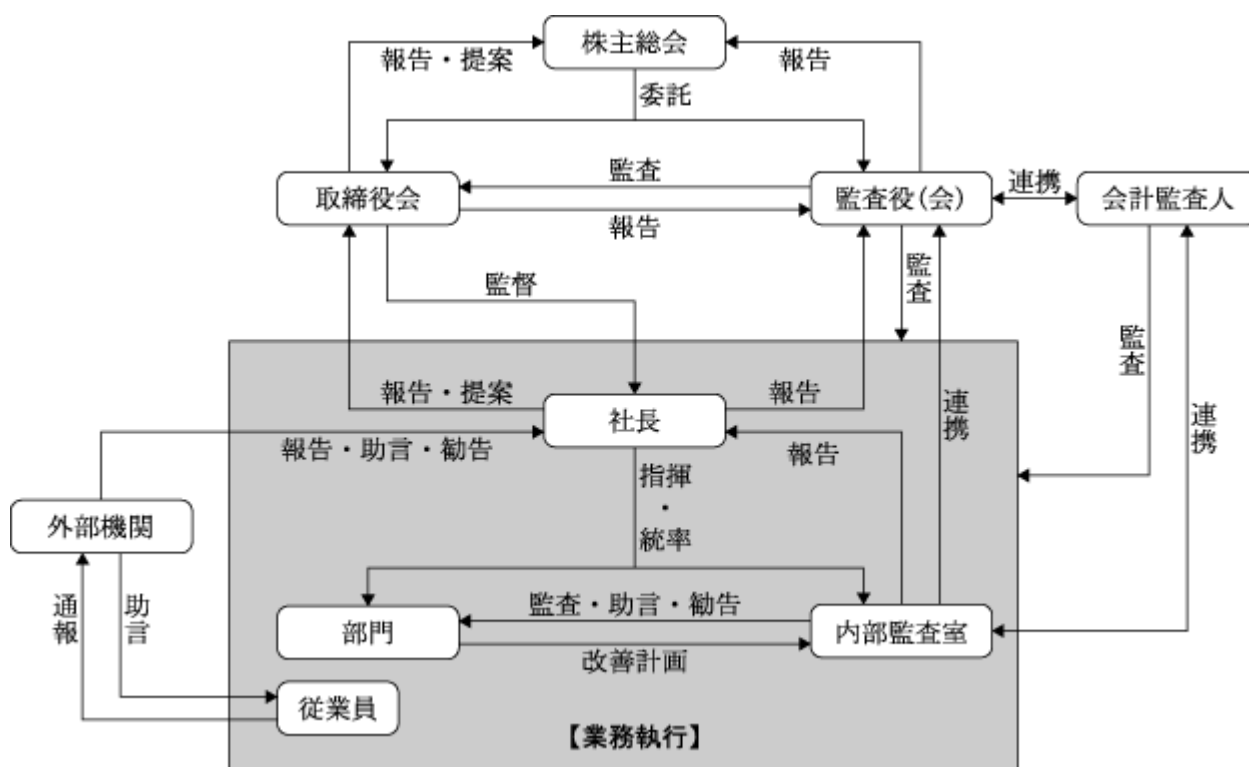 株主総会
報告・提案
報告
委託
取締役会
監査
報告
監査役(会)
連携
会計監査人
監督
監査
連携
監査
連携
報告・提案
社長
報告
報告・助言・勧告
報告
指揮
・
統率
外部機関
通報
助言
部門
監査・助言・勧告
改善計画
内部監査室
従業員
【業務執行】